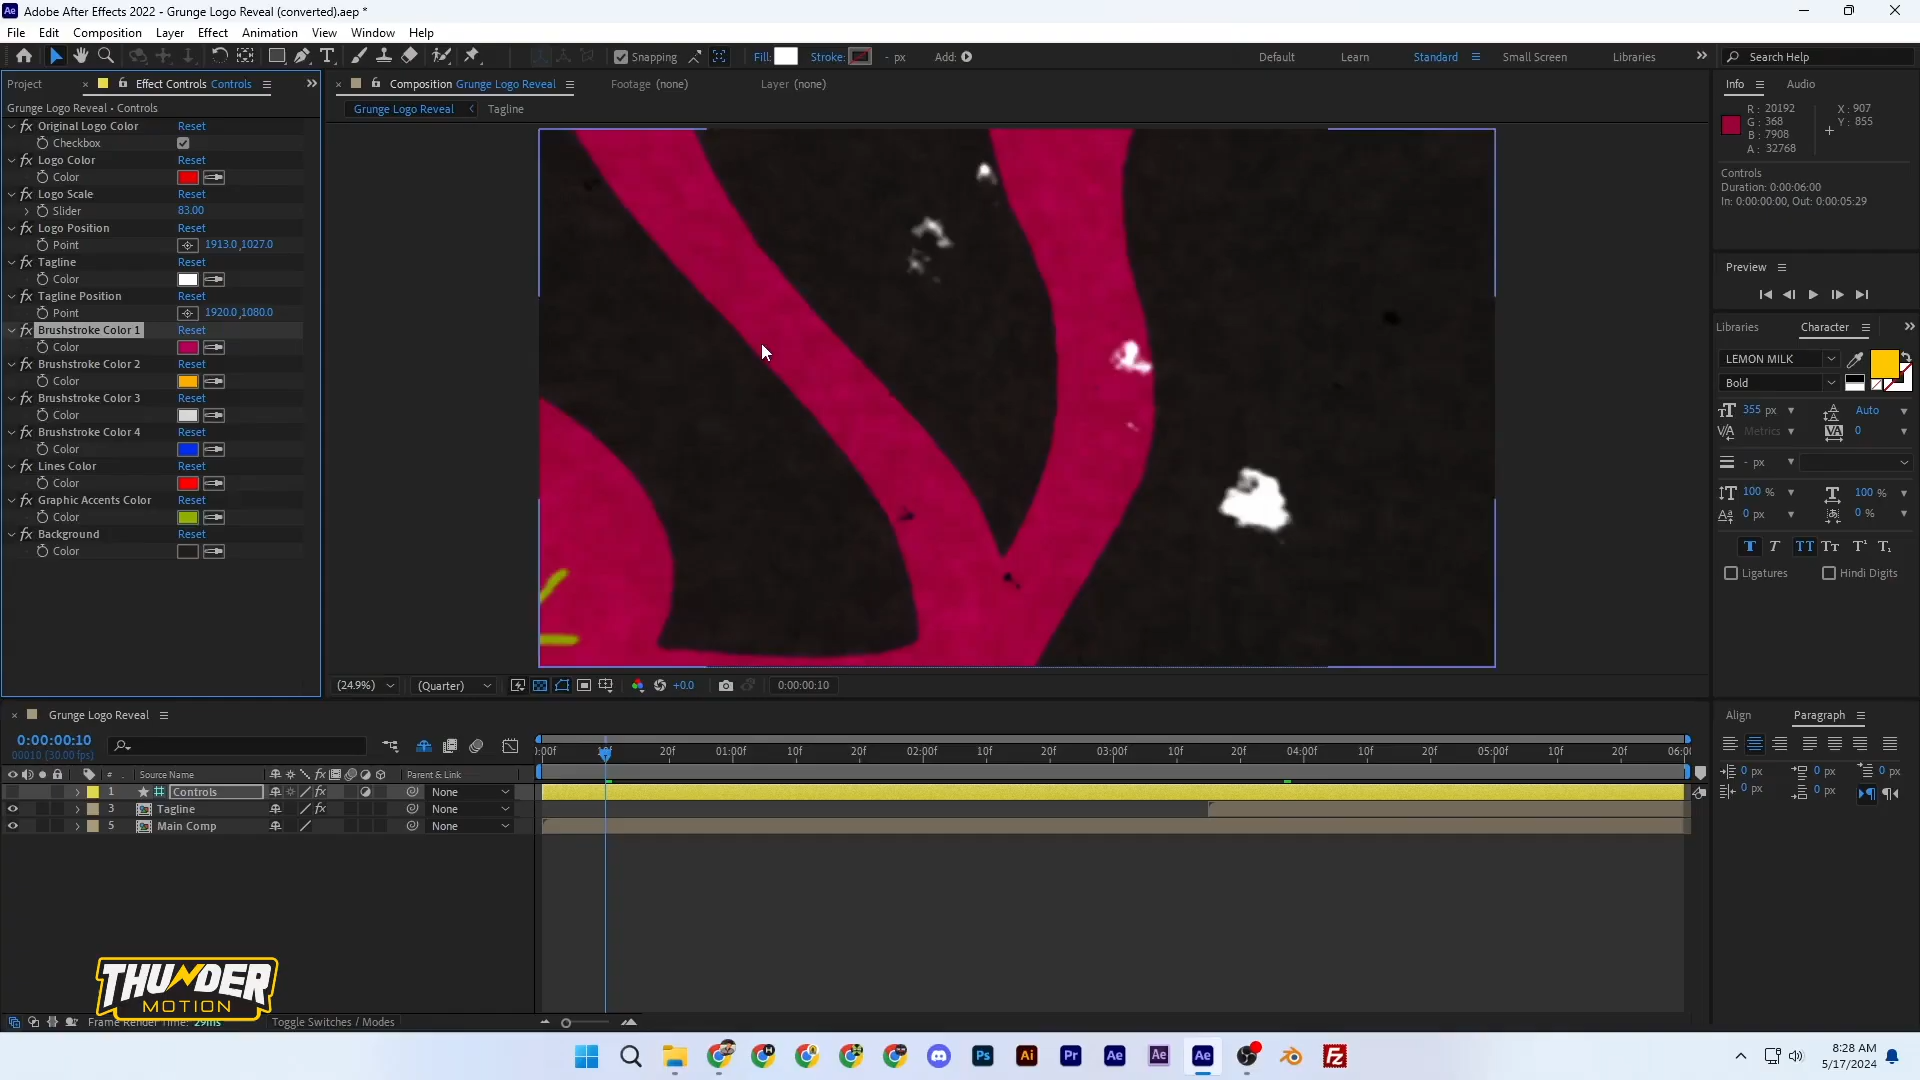 Adobe After Effects 2022 - Grunge Logo Reveal (converted).aep *
File Edit Composition Layer Effect Animation View Window Help
Snapping Fill: Stroke: - px Add: Default Learn Standard Small Screen Libraries Search Help
Project Effect Controls Controls
Composition Grunge Logo Reveal Footage (none) Layer (none)
Info Audio
Grunge Logo Reveal • Controls
Grunge Logo Reveal Tagline
Original Logo Color Reset
Checkbox
Logo Color Reset
Color
Logo Scale Reset
Slider 83.00
Logo Position Reset
Point 1913.0,1027.0
Tagline Reset
Color
Tagline Position Reset
Point 1920.0,1080.0
Brushstroke Color 1 Reset
Color
Brushstroke Color 2 Reset
Color
Brushstroke Color 3 Reset
Color
Brushstroke Color 4 Reset
Color
Lines Color Reset
Color
Graphic Accents Color Reset
Color
Background Reset
Color
(24.9%) (Quarter) +0.0 0:00:00:10
R: 20192 X: 907
G: 368 Y: 855
B: 7908
A: 32768
Controls
Duration: 0:00:06:00
In: 0:00:00:00, Out: 0:00:05:29
Preview
Libraries Character
LEMON MILK
Bold
355 px Auto
Metrics 0
- px
100 % 100 %
0 px 0 %
Ligatures Hindi Digits
Grunge Logo Reveal
0:00:00:10
00010 (30.00 fps)
# Source Name Parent & Link
1 Controls None
3 Tagline None
5 Main Comp None
:00f 10f 20f 01:00f 10f 20f 02:00f 10f 20f 03:00f 10f 20f 04:00f 10f 20f 05:00f 10f 20f 06:00
Align Paragraph
0 px 0 px 0 px
0 px 0 px
THUNDER
MOTION
Frame Render Time: 29ms Toggle Switches / Modes
Ps Ai Pr Ae Ae Ae Fz
8:28 AM
5/17/2024